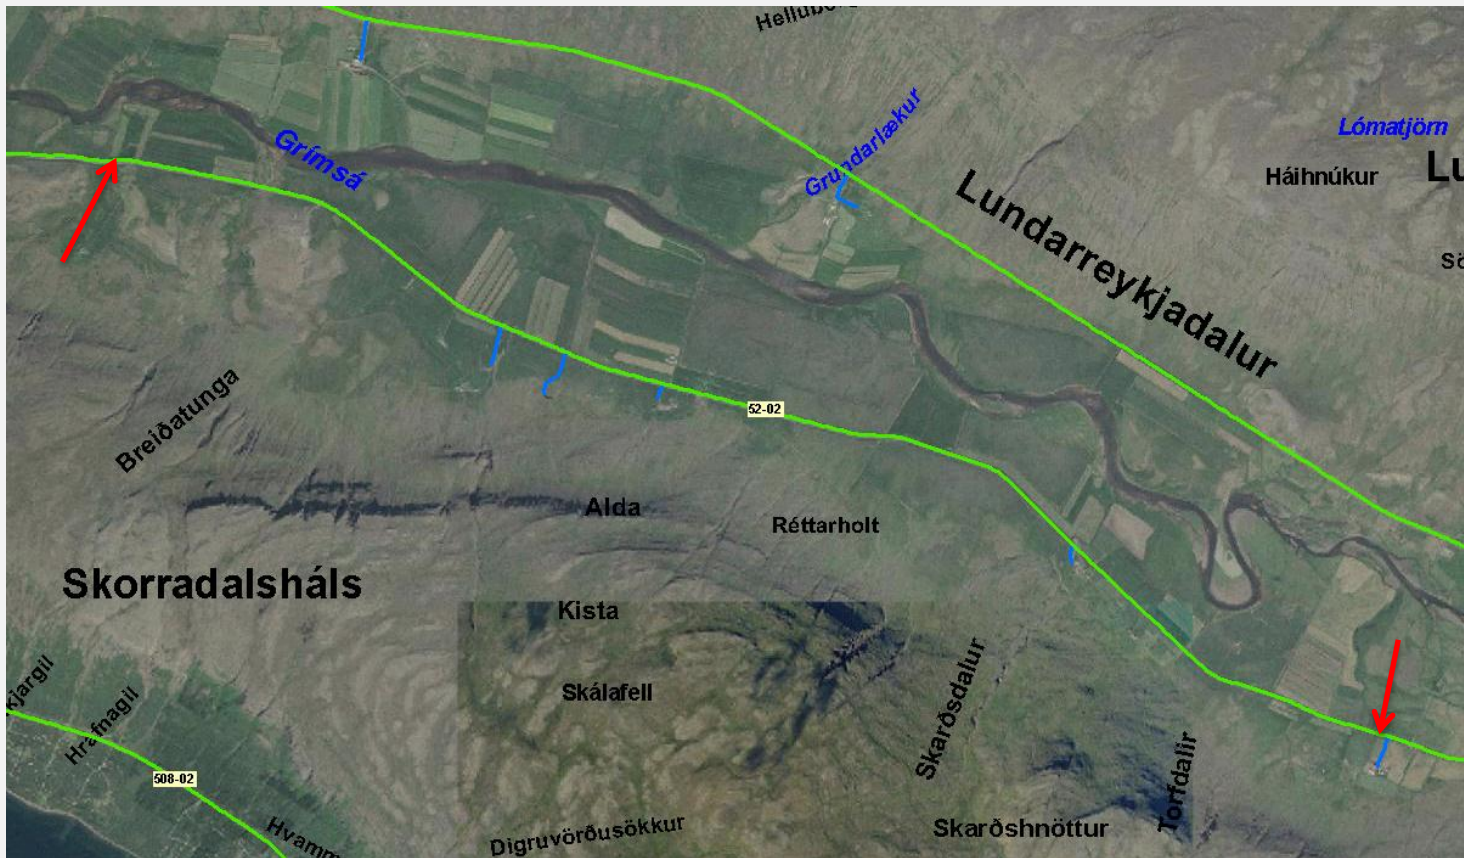 Grundarlækur
Lómatjörn
Háihnúkur
Grímsá
Lundarreykjadalur
52-02
Breiðatunga
Alda
Réttarholt
Skorradalsháls
Kista
Skálafell
Skarðsdalur
Hrafnagil
508-02
Torfdalir
Digruvörðusökkur
Skarðshnöttur